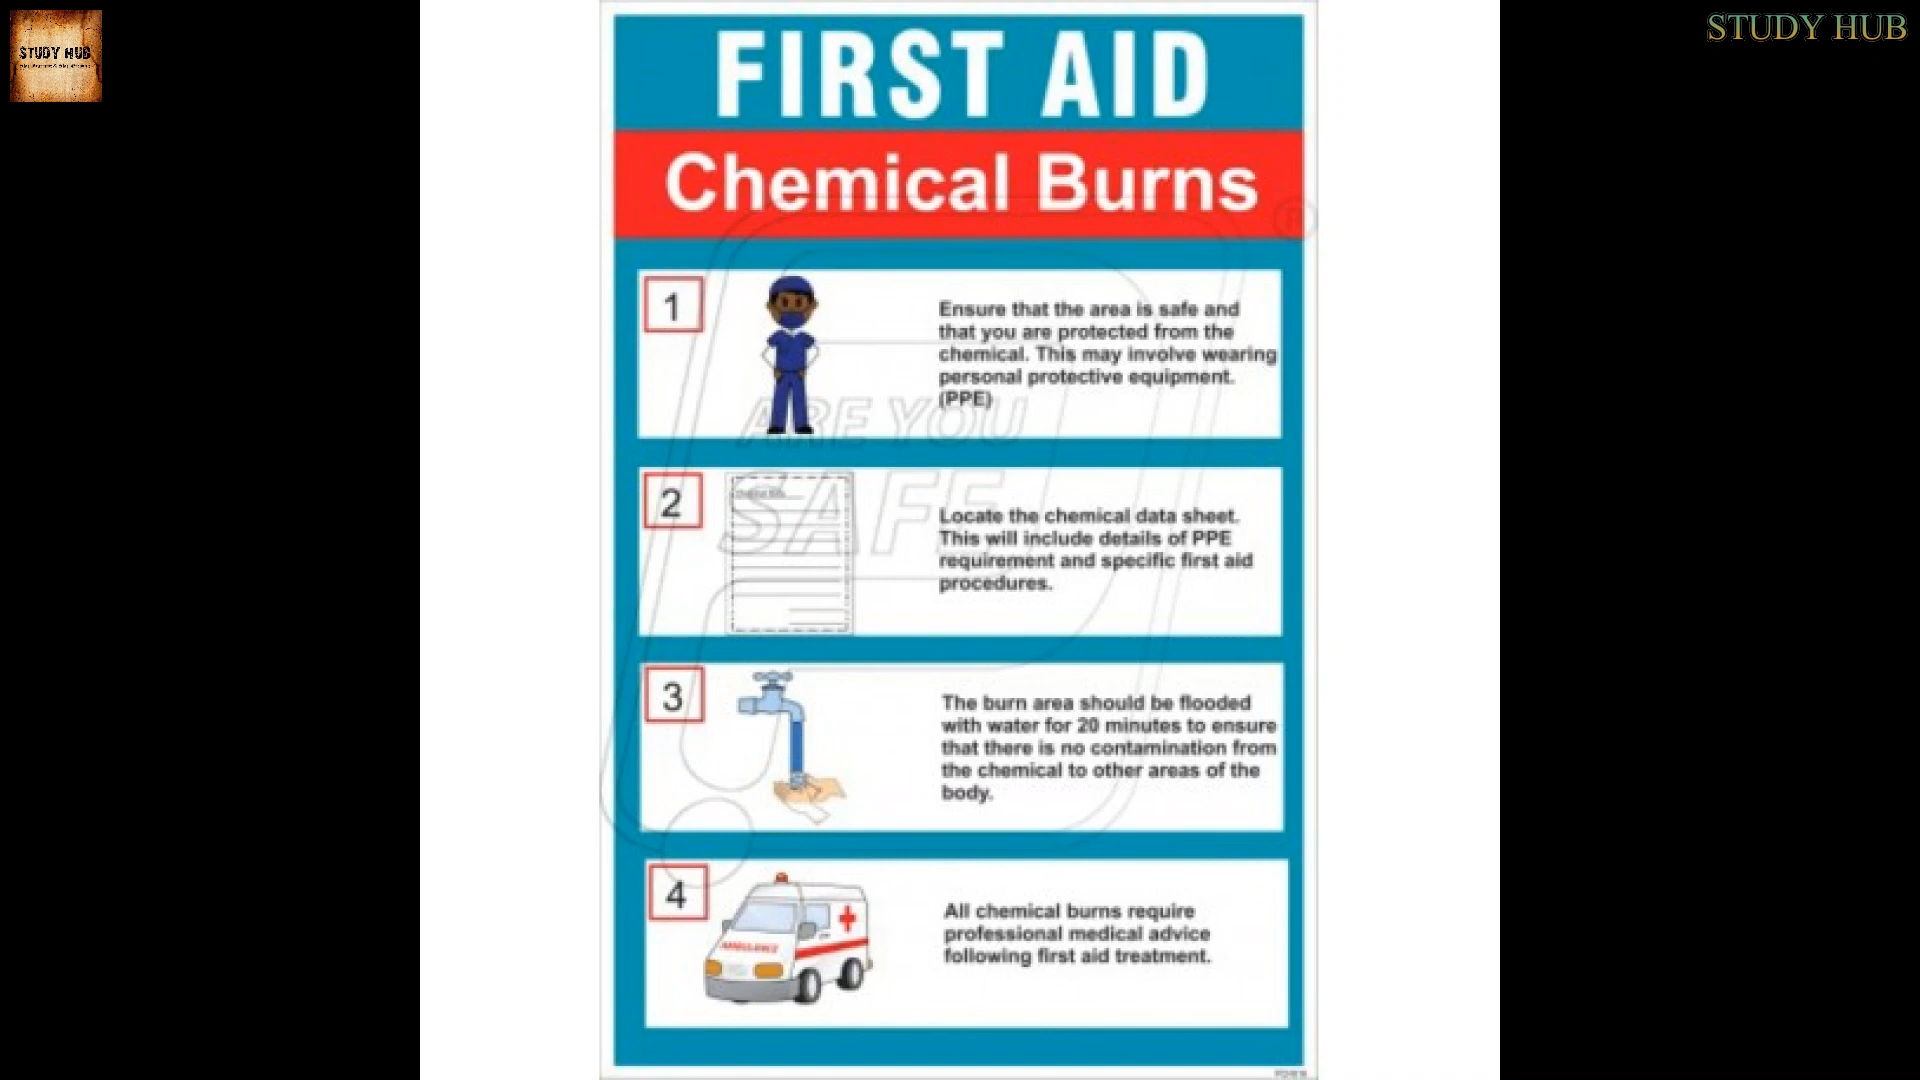 STUDY HUB
STUDY HUB
FIRST AID
Chemical Burns
1
Ensure that the area is safe and
that you are protected from the
chemical. This may involve wearing
personal protective equipment.
(PPE)
ARE YOU
SAFE
2
Locate the chemical data sheet.
This will include details of PPE
requirement and specific first aid
procedures.
3
The burn area should be flooded
with water for 20 minutes to ensure
that there is no contamination from
the chemical to other areas of the
body.
4
AMBULANCE
All chemical burns require
professional medical advice
following first aid treatment.